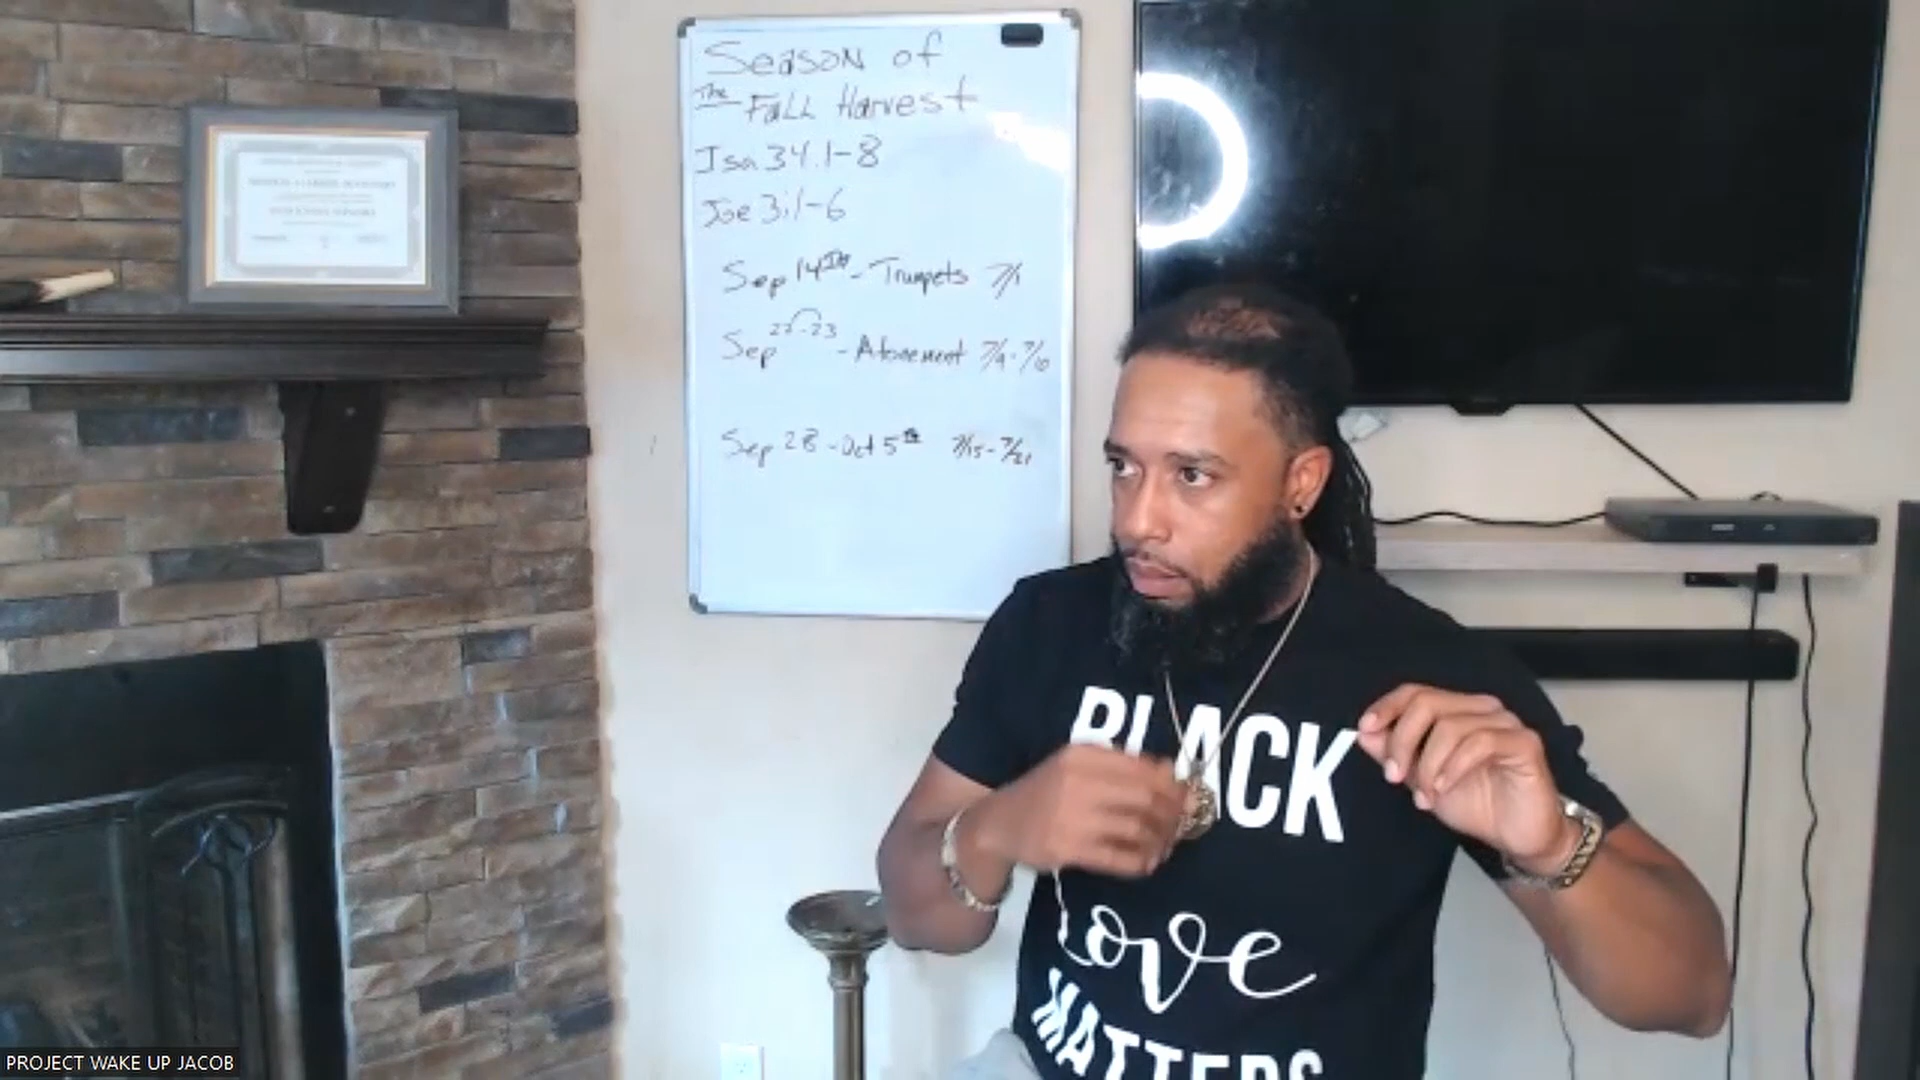 Season of
The Fall Harvest
Isa 34.1-8
Joe 3:1-6
Sep 14th - Trumpets 7/1
Sep 22-23 - Atonement 7/9-7/10
Sep 28 - Oct 5th 7/15-7/21
BLACK
Love
MATTERS
PROJECT WAKE UP JACOB